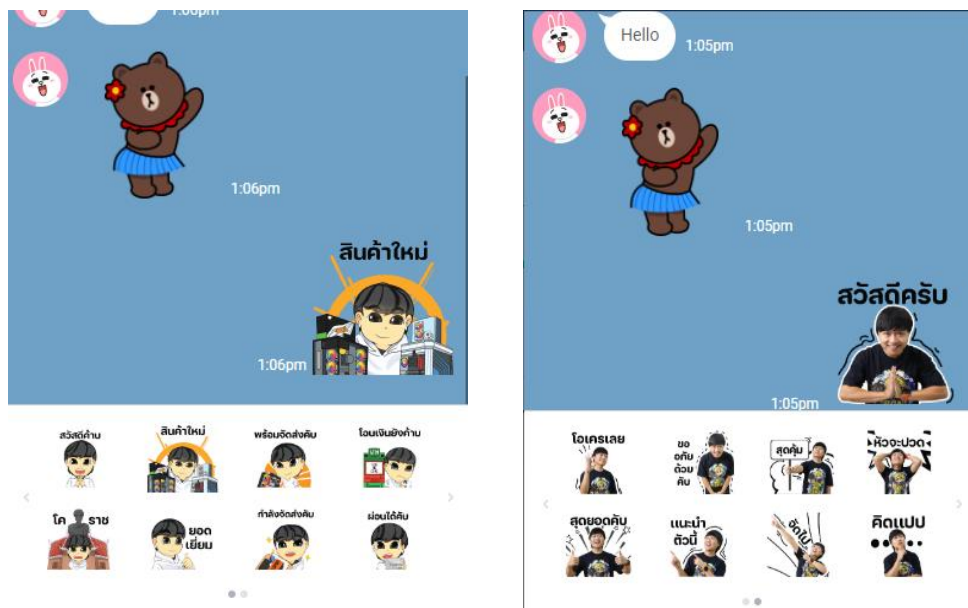 1:06pm
สินค้าใหม่
1:06pm
สวัสดีค้าบ
สินค้าใหม่
พร้อมจัดส่งคับ
โอนเงินยังค้าบ
โค ราช
ยอด
เยี่ยม
กำลังจัดส่งคับ
ผ่อนได้คับ
Hello
1:05pm
1:05pm
สวัสดีครับ
1:05pm
โอเครเลย
ขอ
อภัย
ด้วย
คับ
สุดคุ้ม
หัวจะปวด
สุดยอดคับ
แนะนำ
ตัวนี้
จัดไป
คิดแปป